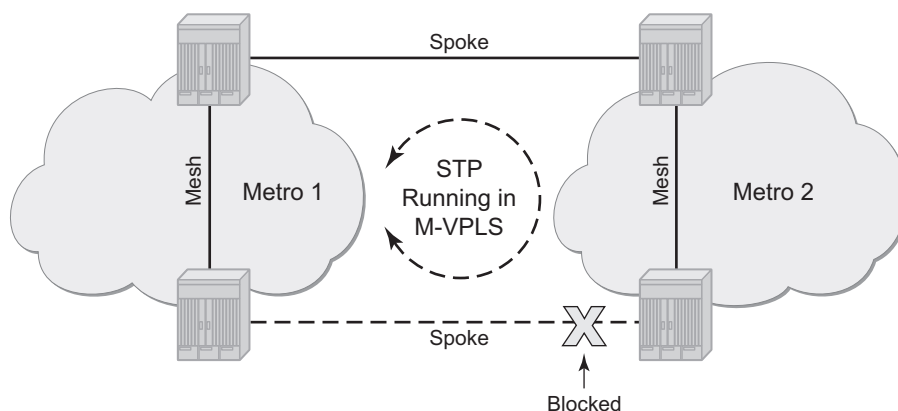 Spoke
Mesh
Metro 1
STP
Running in
M-VPLS
Mesh
Metro 2
Spoke
X
Blocked